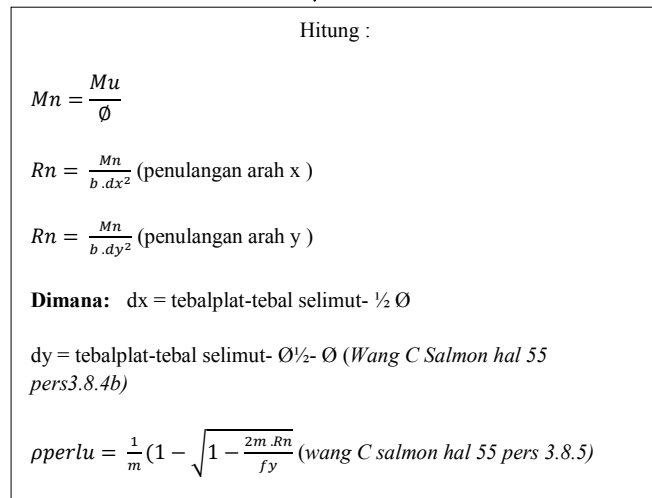 Hitung :
Mn = Mu/Ø
Rn = Mn/b .dx² (penulangan arah x )
Rn = Mn/b .dy² (penulangan arah y )
Dimana: dx = tebalplat-tebal selimut- ½ Ø
dy = tebalplat-tebal selimut- Ø½- Ø (Wang C Salmon hal 55
pers3.8.4b)
ρperlu = 1/m (1 − √(1 − 2m .Rn/fy) (wang C salmon hal 55 pers 3.8.5)